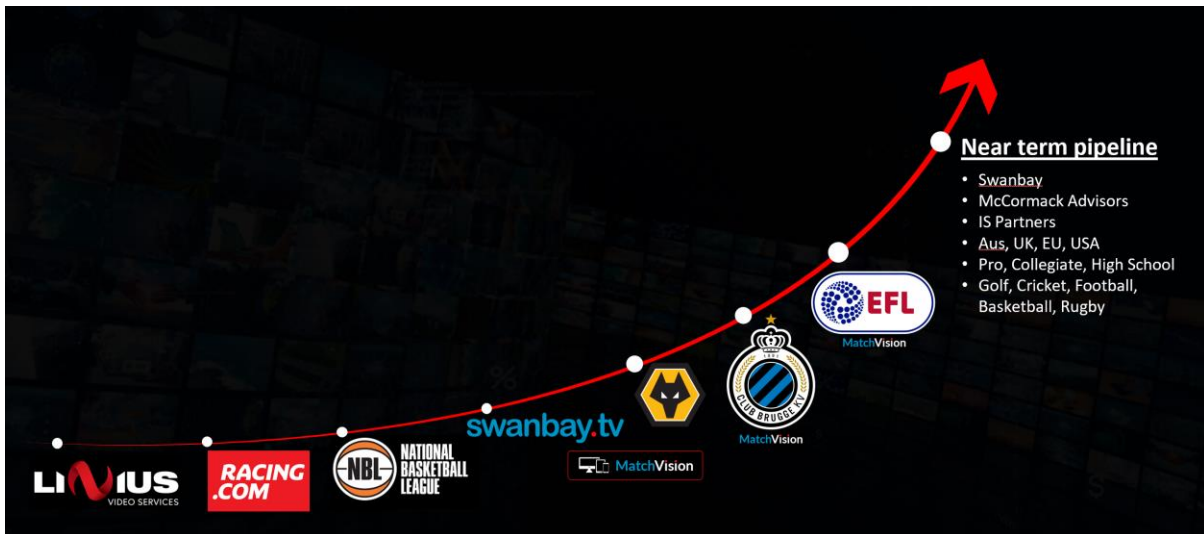 Near term pipeline
• Swanbay
• McCormack Advisors
• IS Partners
• Aus, UK, EU, USA
• Pro, Collegiate, High School
• Golf, Cricket, Football,
Basketball, Rugby
EFL
MatchVision
CLUB BRUGGE KV
MatchVision
swanbay.tv
MatchVision
NBL
NATIONAL
BASKETBALL
LEAGUE
RACING
.COM
LINIUS
VIDEO SERVICES